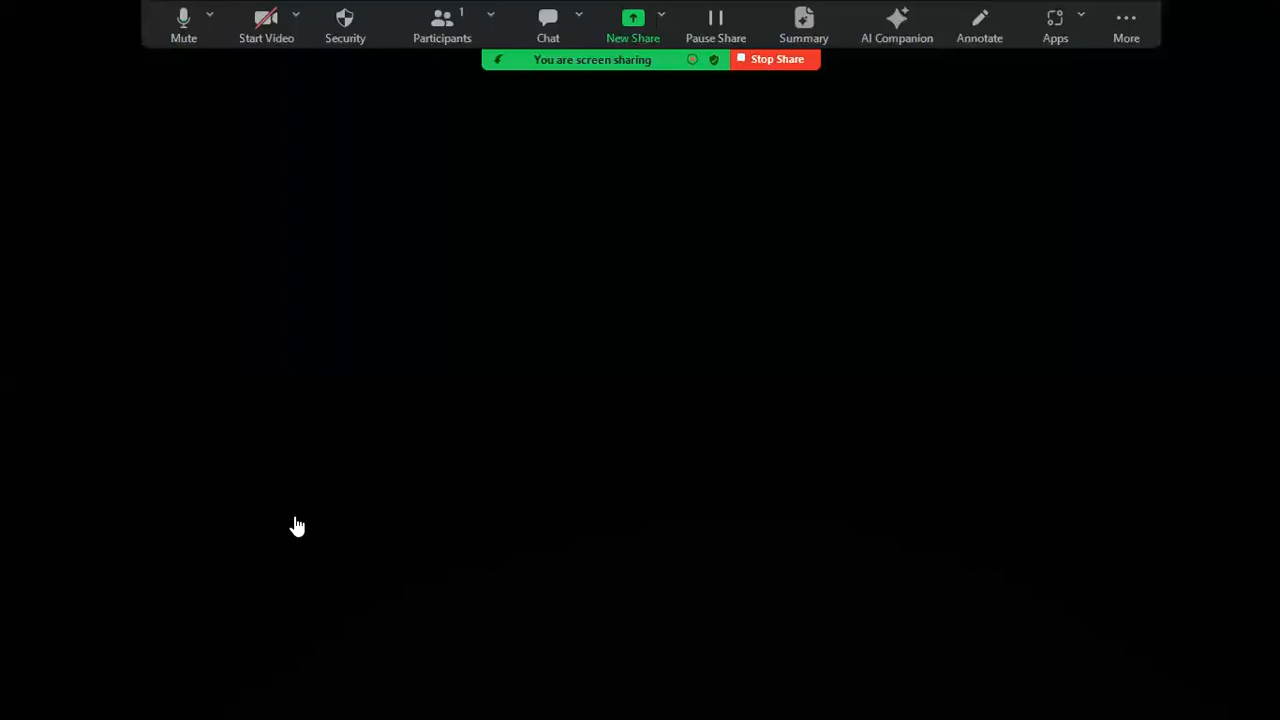 Mute Start Video Security Participants 1 Chat New Share Pause Share Summary AI Companion Annotate Apps More
You are screen sharing Stop Share